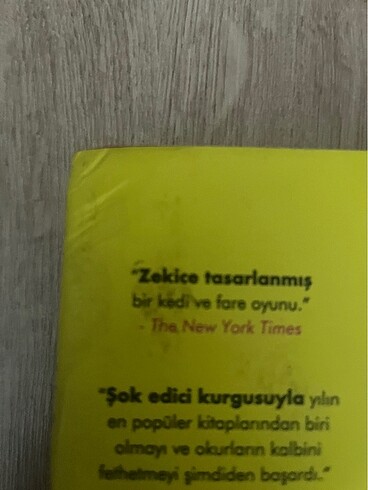 "Zekice tasarlanmış
bir kedi ve fare oyunu."
- The New York Times
"Şok edici kurgusuyla yılın
en popüler kitaplarından biri
olmayı ve okurların kalbini
fethetmeyi şimdiden başardı."